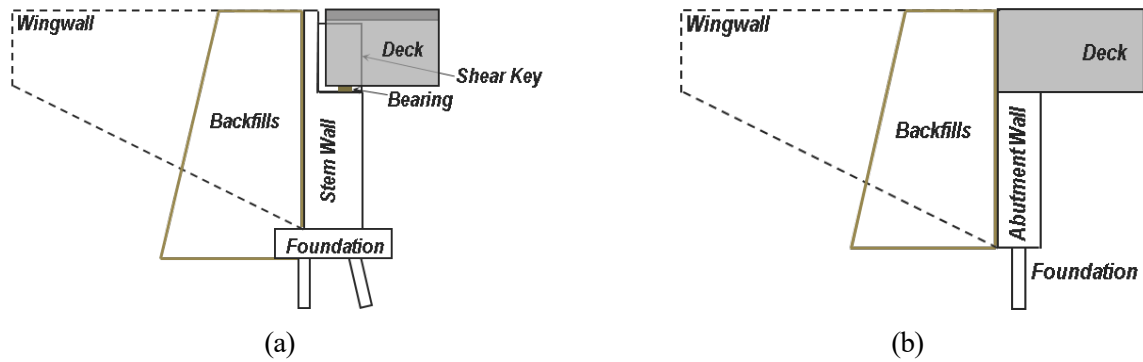 Wingwall
Deck
Shear Key
Bearing
Backfills
Stem Wall
Foundation
(a)
Wingwall
Deck
Backfills
Abutment Wall
Foundation
(b)